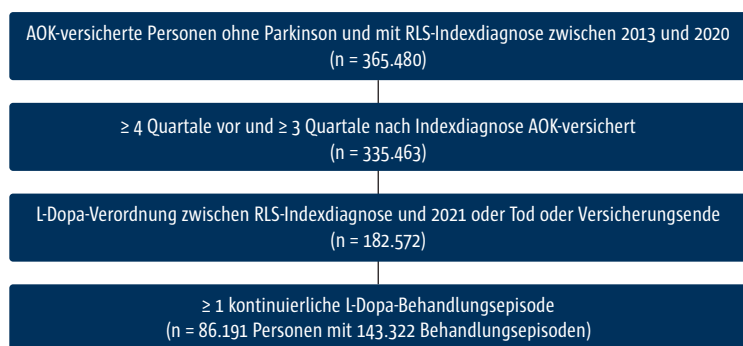 AOK-versicherte Personen ohne Parkinson und mit RLS-Indexdiagnose zwischen 2013 und 2020
(n = 365.480)
≥ 4 Quartale vor und ≥ 3 Quartale nach Indexdiagnose AOK-versichert
(n = 335.463)
L-Dopa-Verordnung zwischen RLS-Indexdiagnose und 2021 oder Tod oder Versicherungsende
(n = 182.572)
≥ 1 kontinuierliche L-Dopa-Behandlungsepisode
(n = 86.191 Personen mit 143.322 Behandlungsepisoden)